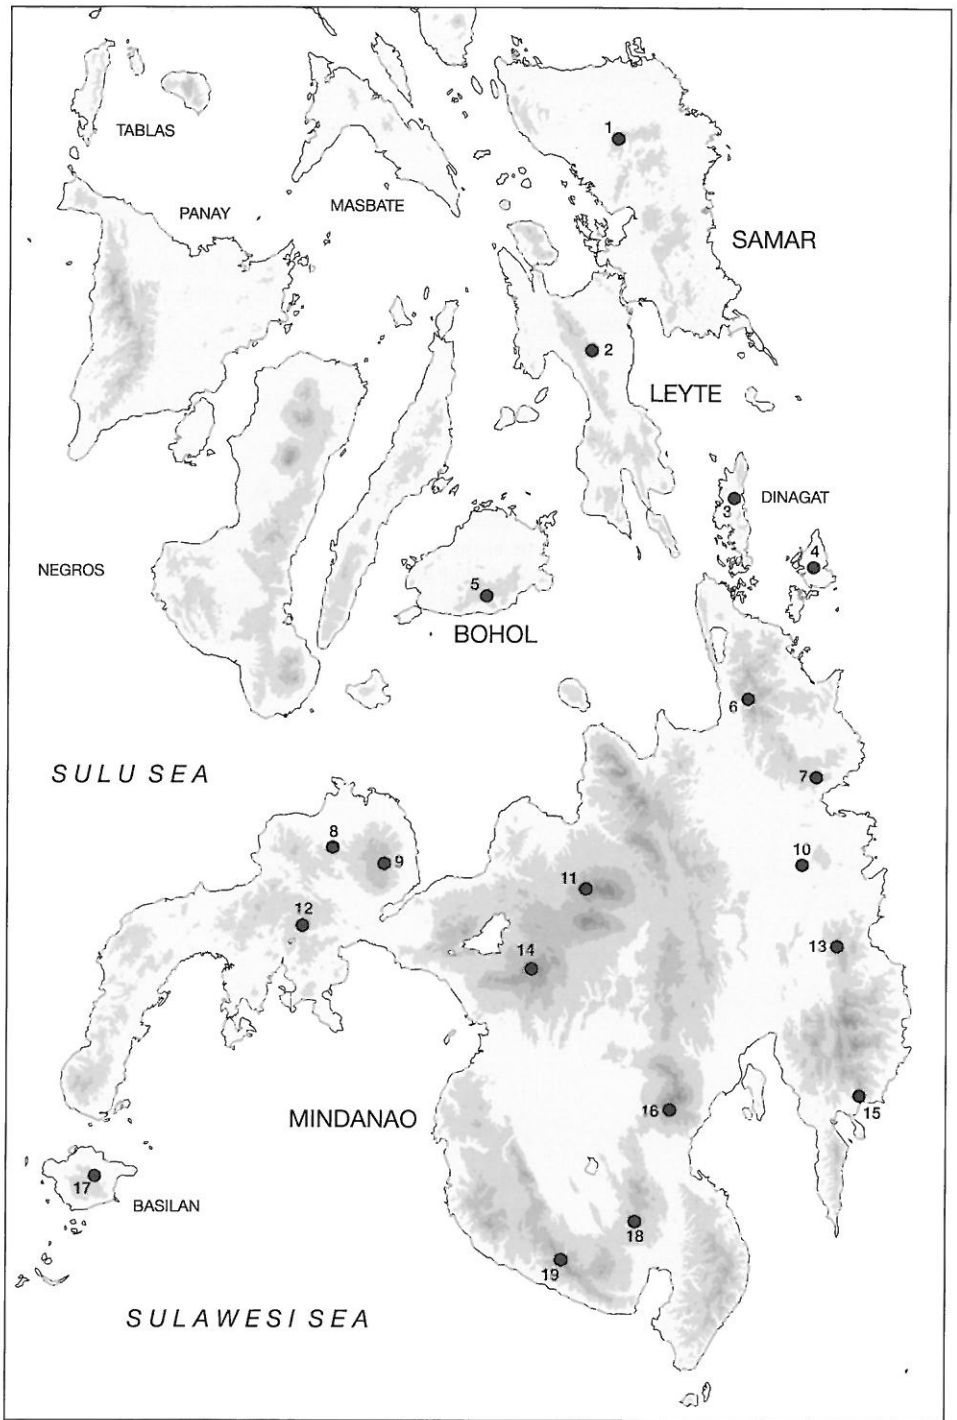 TABLAS
1
PANAY
MASBATE
SAMAR
2
LEYTE
3
DINAGAT
4
NEGROS
5
BOHOL
6
SULU SEA
7
8
9
10
11
12
13
14
15
MINDANAO
16
17
BASILAN
18
19
SULAWESI SEA